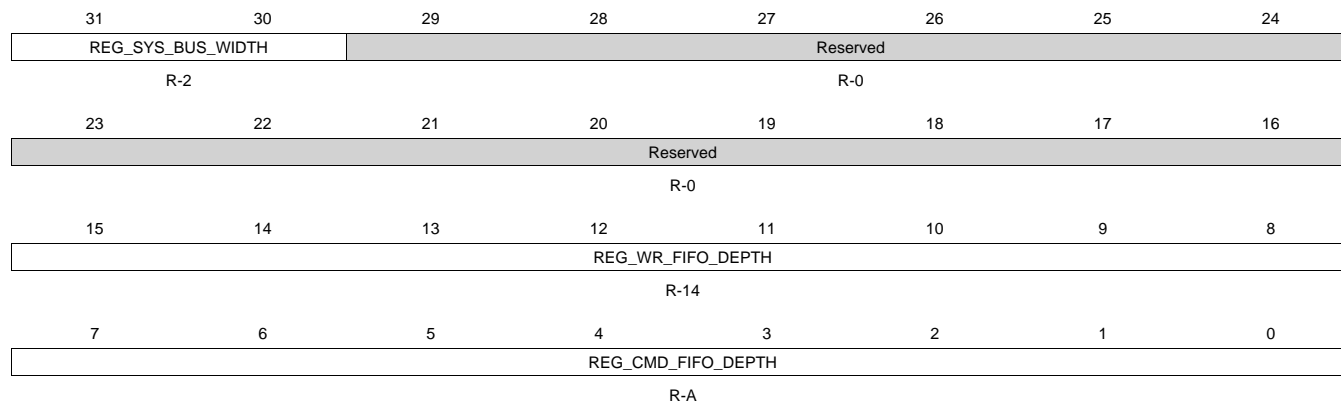 31 30 29 28 27 26 25 24
REG_SYS_BUS_WIDTH Reserved
R-2 R-0
23 22 21 20 19 18 17 16
Reserved
R-0
15 14 13 12 11 10 9 8
REG_WR_FIFO_DEPTH
R-14
7 6 5 4 3 2 1 0
REG_CMD_FIFO_DEPTH
R-A